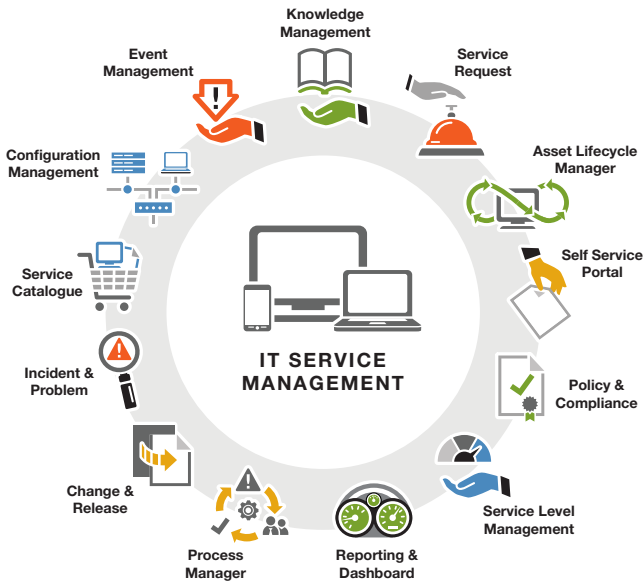 Knowledge
Management
Service
Request
Asset Lifecycle
Manager
Self Service
Portal
Policy &
Compliance
Service Level
Management
Reporting &
Dashboard
Process
Manager
Change &
Release
Incident &
Problem
Service
Catalogue
Configuration
Management
Event
Management
IT SERVICE
MANAGEMENT